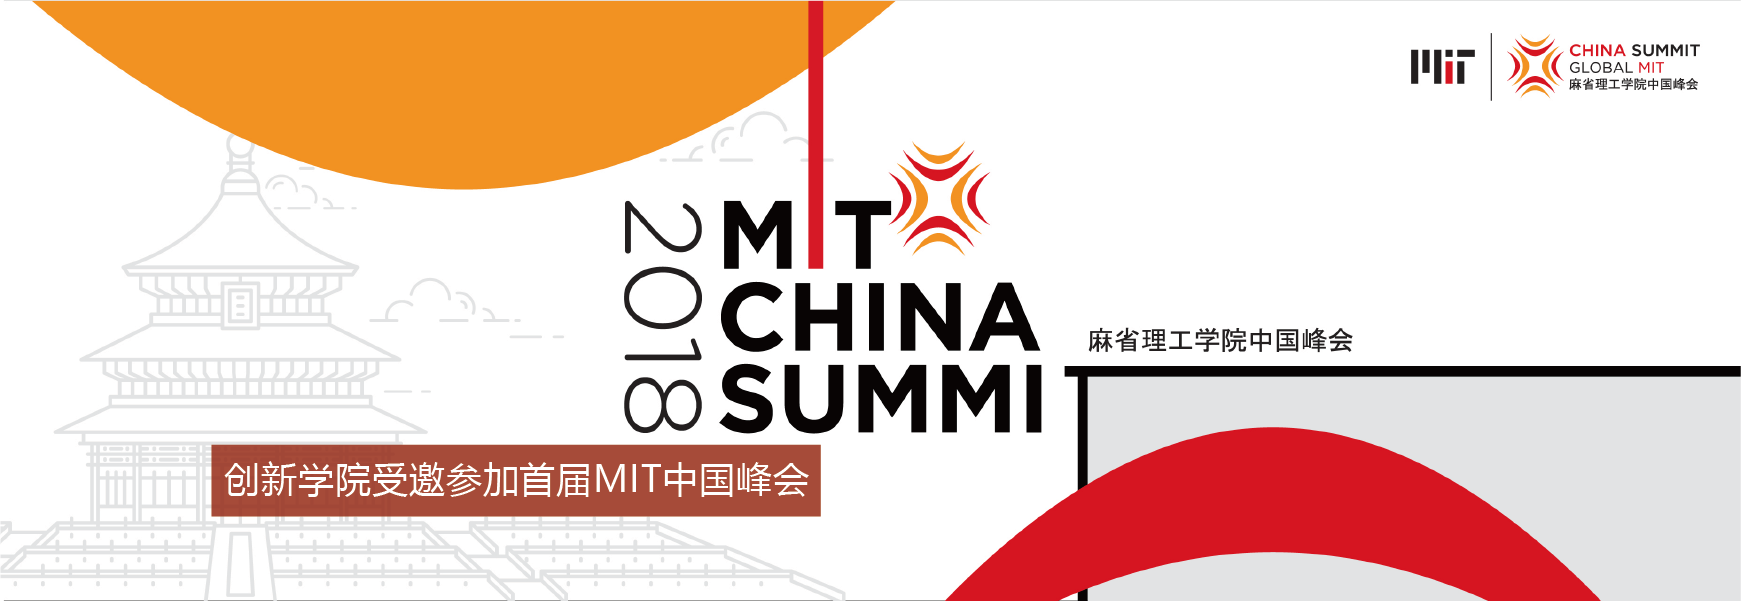 MIT
CHINA SUMMIT
GLOBAL MIT
麻省理工学院中国峰会
2018
MIT
CHINA
SUMMI
麻省理工学院中国峰会
创新学院受邀参加首届MIT中国峰会